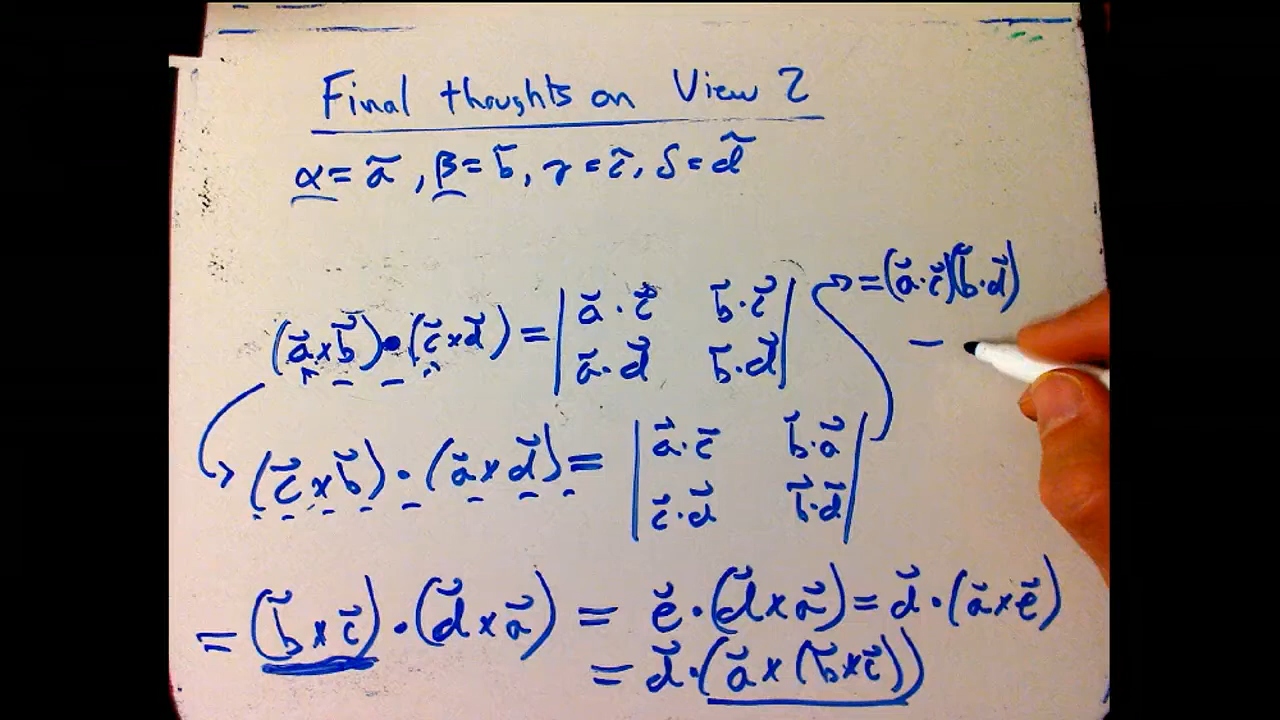 Final thoughts on View 2
α = ã, β = b̃, γ = c̃, δ = d̃
(a⃗ × b⃗) • (c⃗ × d⃗) = | a⃗ · c⃗   b⃗ · c⃗ |
| a⃗ · d⃗   b⃗ · d⃗ |
= (a⃗ · c⃗)(b⃗ · d⃗)
−
(c⃗ × b⃗) · (a⃗ × d⃗) = | a⃗ · c⃗   b⃗ · a⃗ |
| c⃗ · d⃗   b⃗ · d⃗ |
= (b⃗ × c⃗) · (d⃗ × a⃗) = e⃗ · (d⃗ × a⃗) = d⃗ · (a⃗ × e⃗)
= d⃗ · (a⃗ × (b⃗ × c⃗))